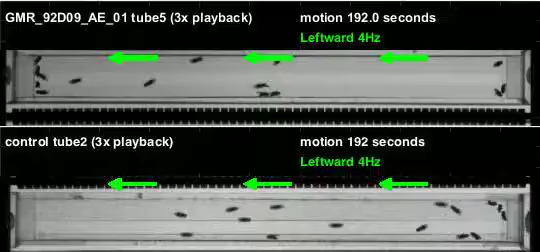 GMR_92D09_AE_01 tube5 (3x playback) motion 192.0 seconds
Leftward 4Hz
control tube2 (3x playback) motion 192 seconds
Leftward 4Hz